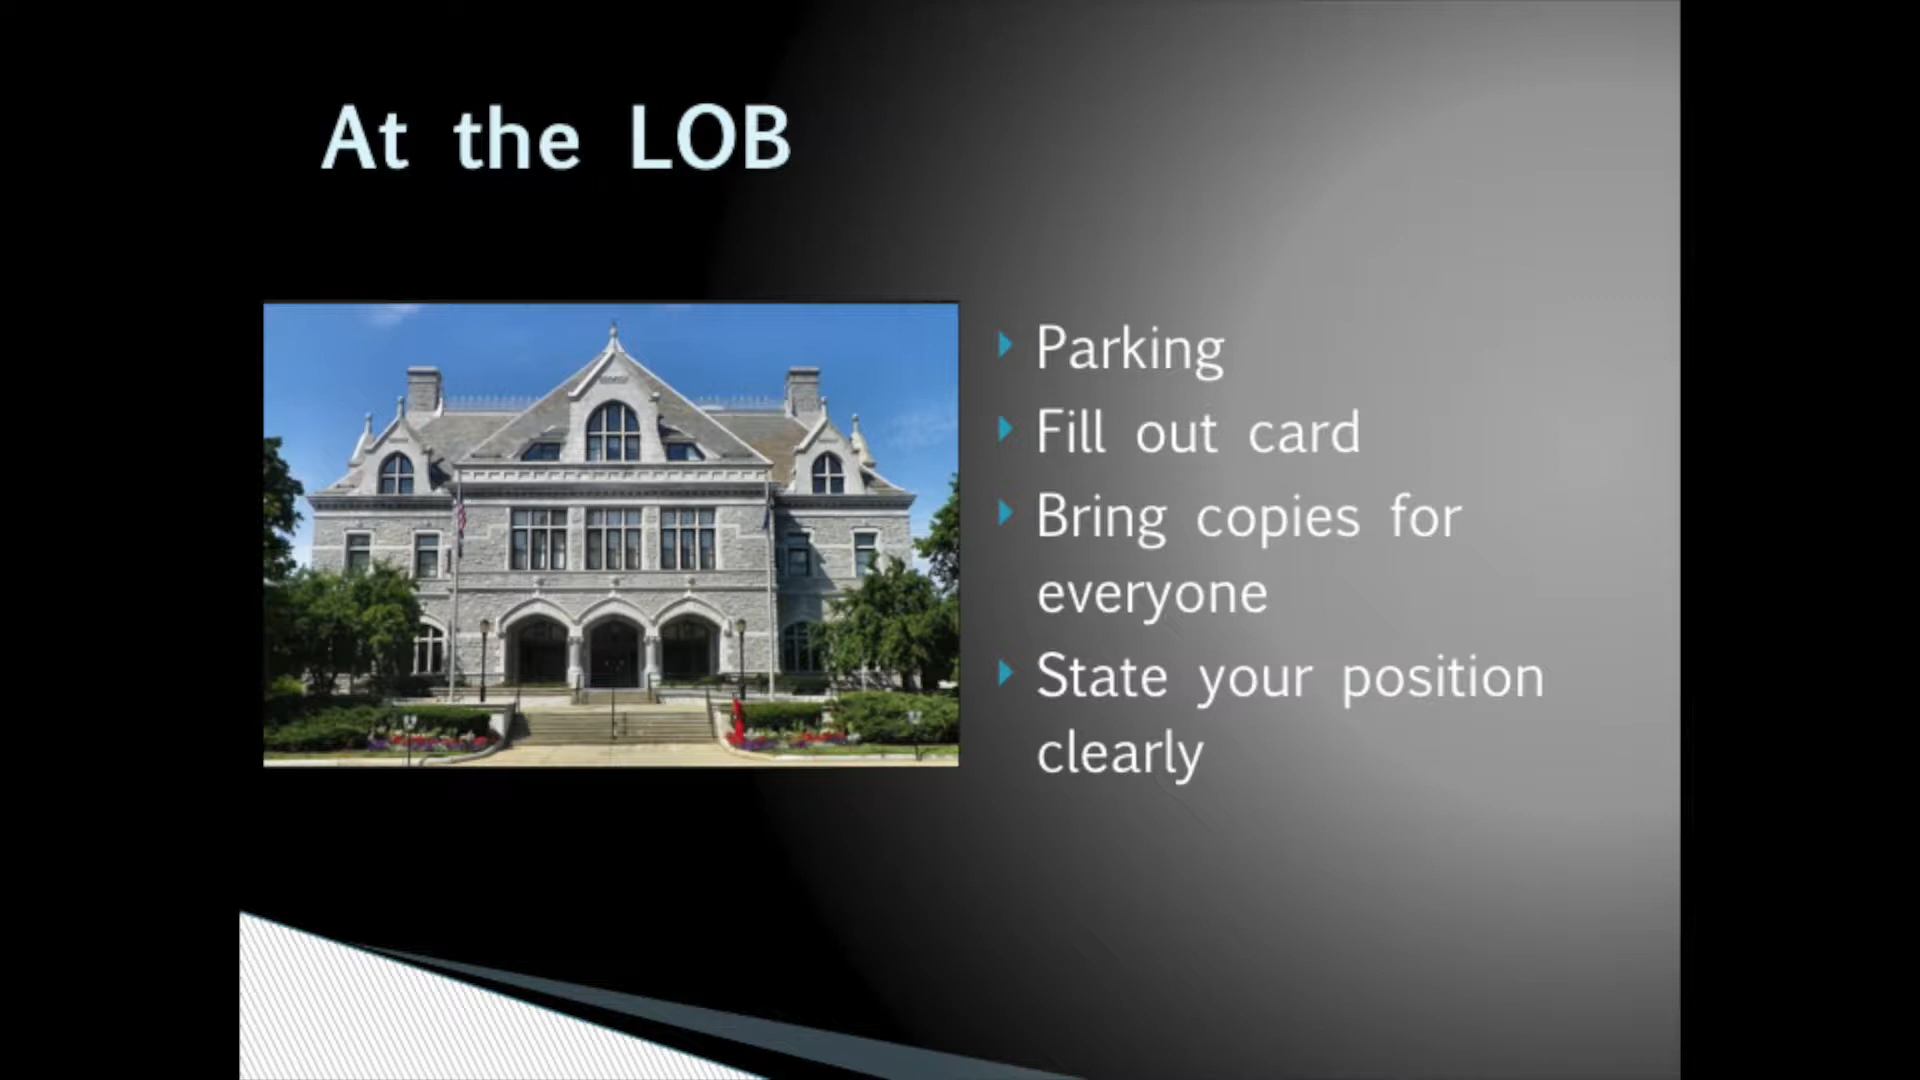 At the LOB
Parking
Fill out card
Bring copies for
everyone
State your position
clearly